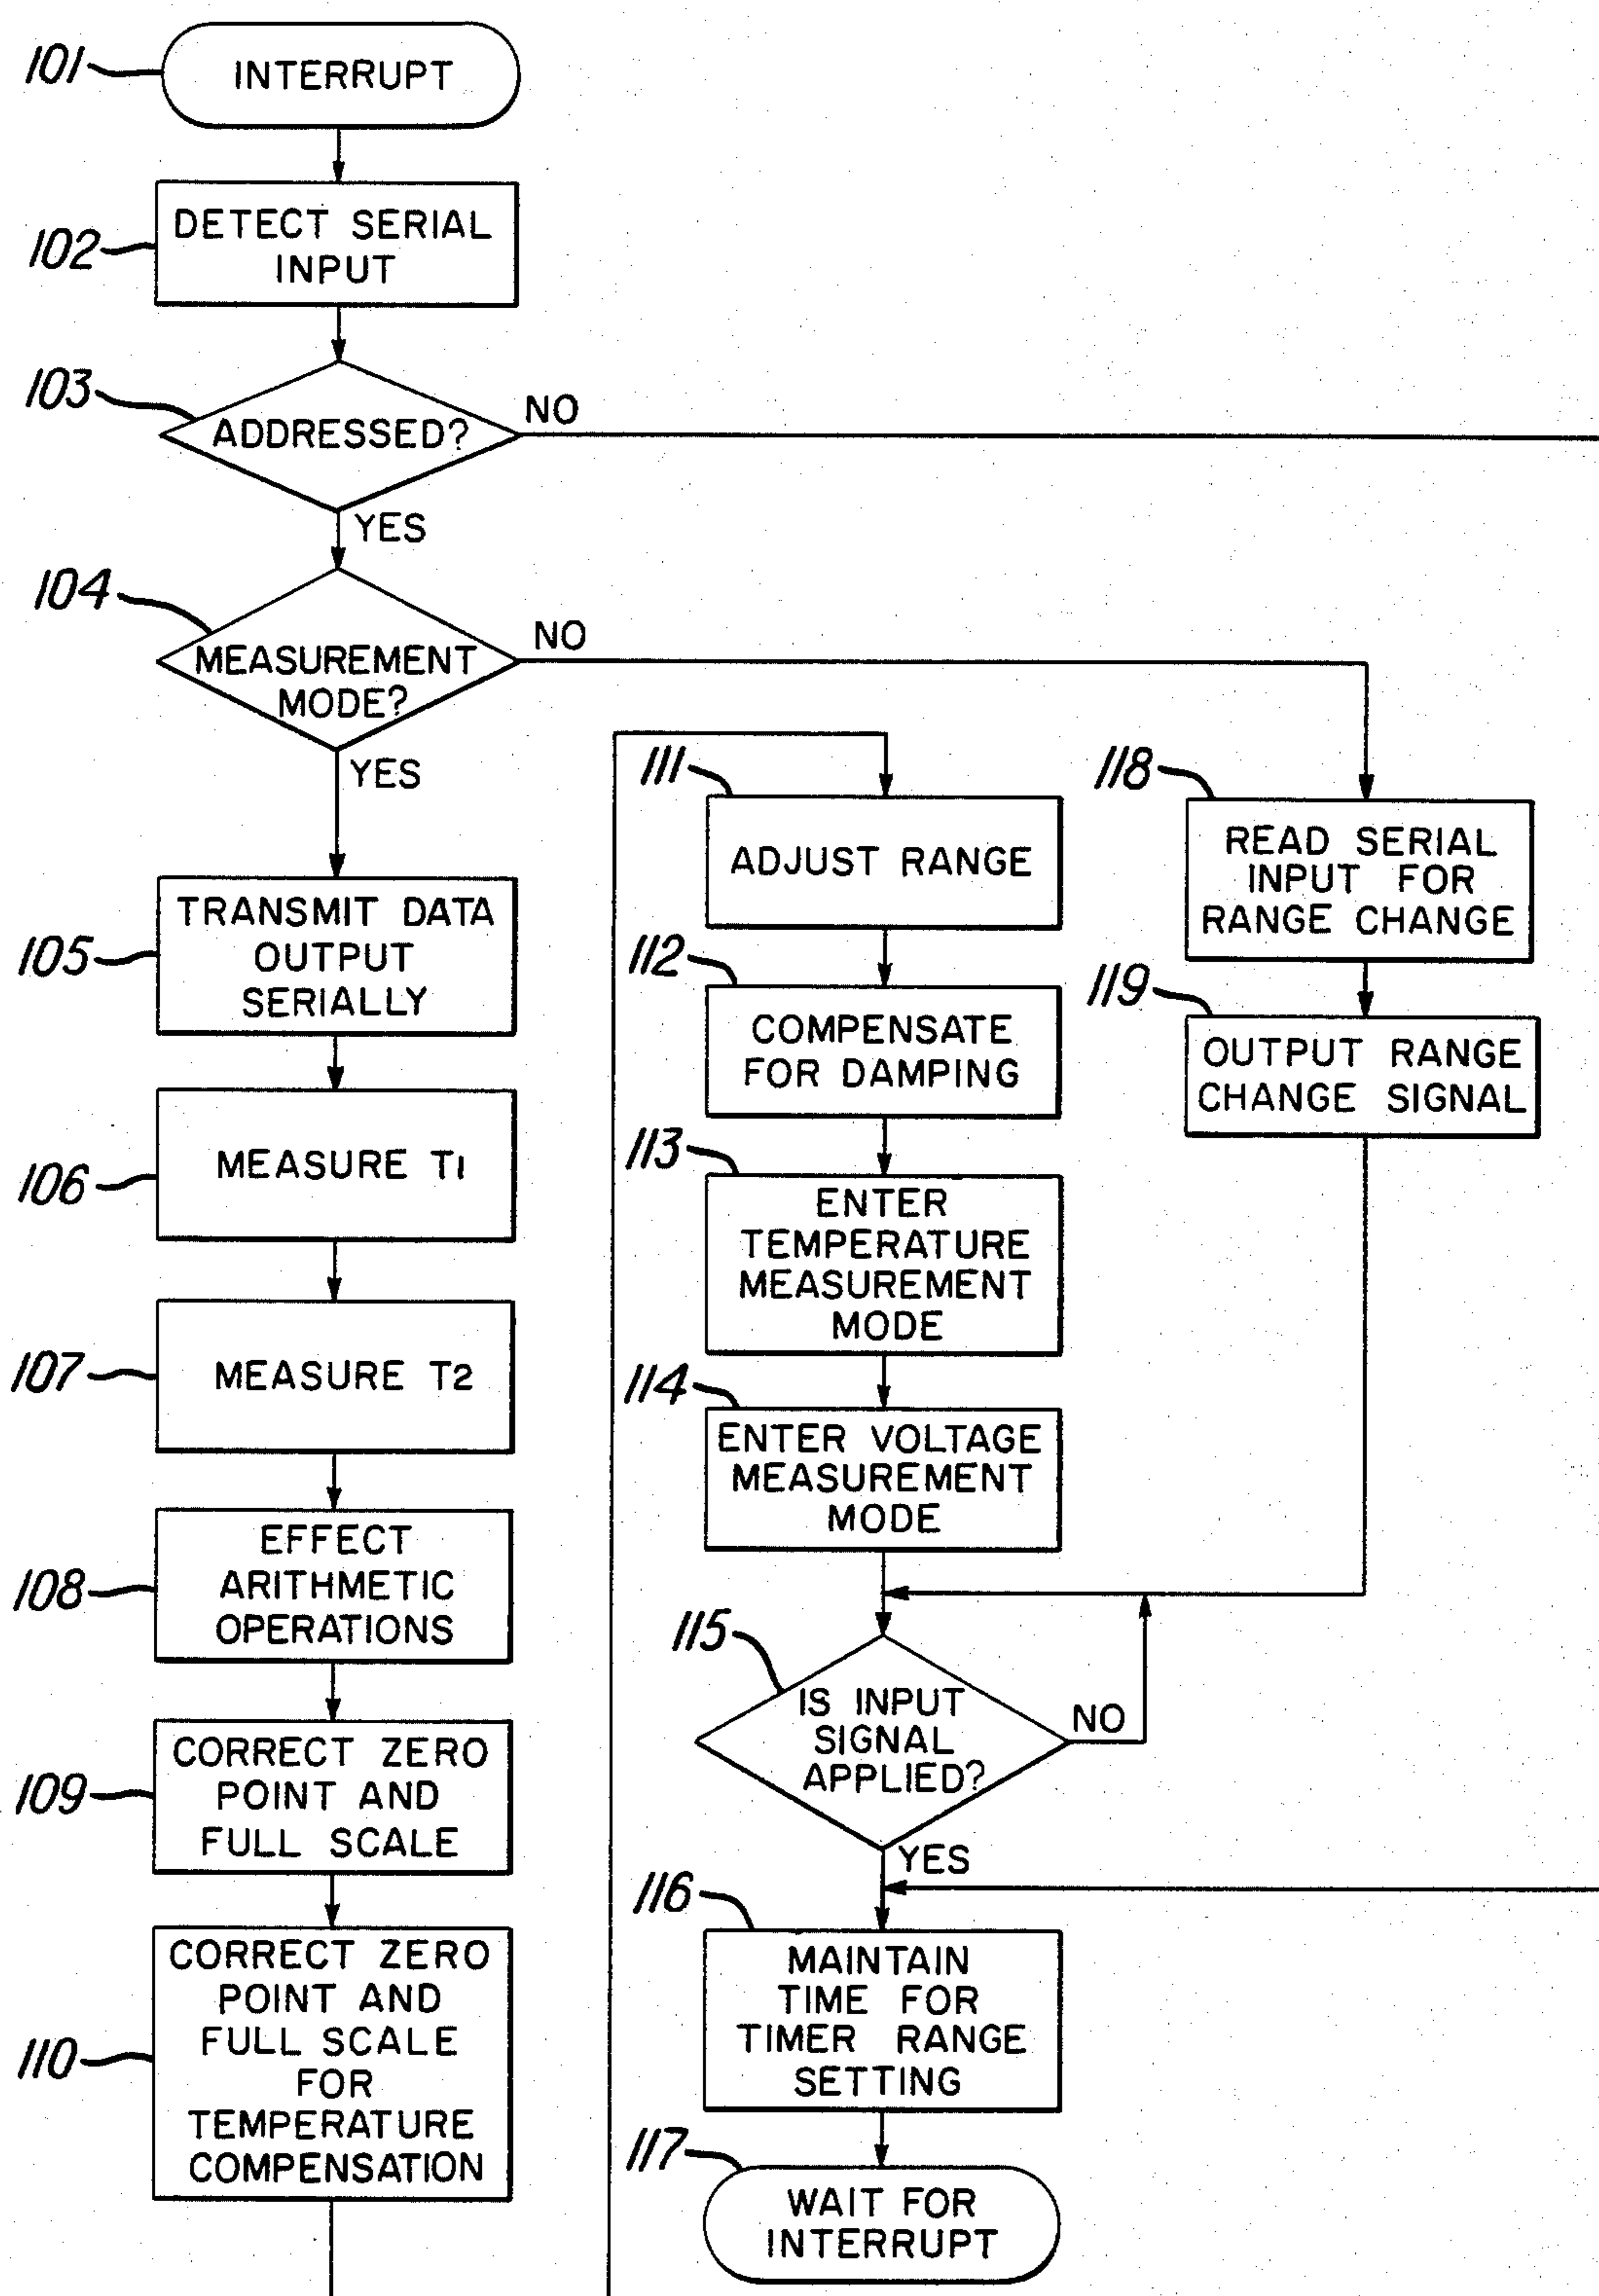 101
INTERRUPT
102
DETECT SERIAL
INPUT
103
ADDRESSED?
NO
YES
104
MEASUREMENT
MODE?
NO
YES
105
TRANSMIT DATA
OUTPUT
SERIALLY
106
MEASURE T1
107
MEASURE T2
108
EFFECT
ARITHMETIC
OPERATIONS
109
CORRECT ZERO
POINT AND
FULL SCALE
110
CORRECT ZERO
POINT AND
FULL SCALE
FOR
TEMPERATURE
COMPENSATION
111
ADJUST RANGE
112
COMPENSATE
FOR DAMPING
113
ENTER
TEMPERATURE
MEASUREMENT
MODE
114
ENTER VOLTAGE
MEASUREMENT
MODE
115
IS INPUT
SIGNAL
APPLIED?
NO
YES
116
MAINTAIN
TIME FOR
TIMER RANGE
SETTING
117
WAIT FOR
INTERRUPT
118
READ SERIAL
INPUT FOR
RANGE CHANGE
119
OUTPUT RANGE
CHANGE SIGNAL